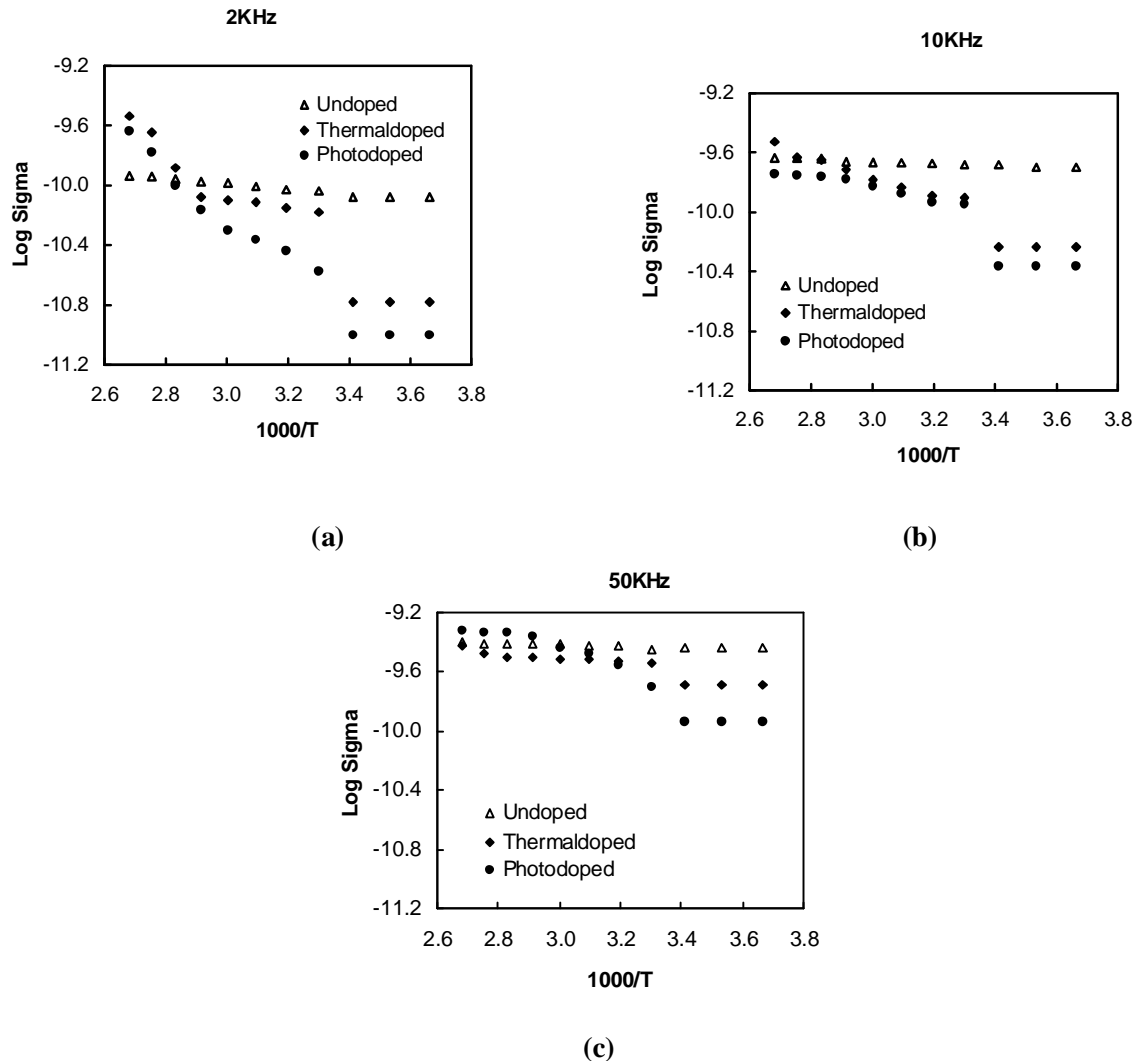 2KHz
-9.2
-9.6
-10.0
-10.4
-10.8
-11.2
Log Sigma
Undoped
Thermaldoped
Photodoped
2.6 2.8 3.0 3.2 3.4 3.6 3.8
1000/T
(a)
10KHz
-9.2
-9.6
-10.0
-10.4
-10.8
-11.2
Log Sigma
Undoped
Thermaldoped
Photodoped
2.6 2.8 3.0 3.2 3.4 3.6 3.8
1000/T
(b)
50KHz
-9.2
-9.6
-10.0
-10.4
-10.8
-11.2
Log Sigma
Undoped
Thermaldoped
Photodoped
2.6 2.8 3.0 3.2 3.4 3.6 3.8
1000/T
(c)